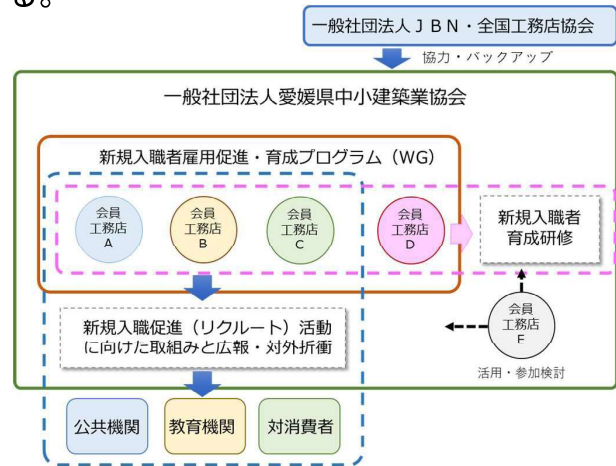 る。
一般社団法人ＪＢＮ・全国工務店協会
協力・バックアップ
一般社団法人愛媛県中小建築業協会
新規入職者雇用促進・育成プログラム（WG）
会員
工務店
A
会員
工務店
B
会員
工務店
C
会員
工務店
D
新規入職者
育成研修
新規入職促進（リクルート）活動
に向けた取組みと広報・対外折衝
会員
工務店
F
活用・参加検討
公共機関
教育機関
対消費者